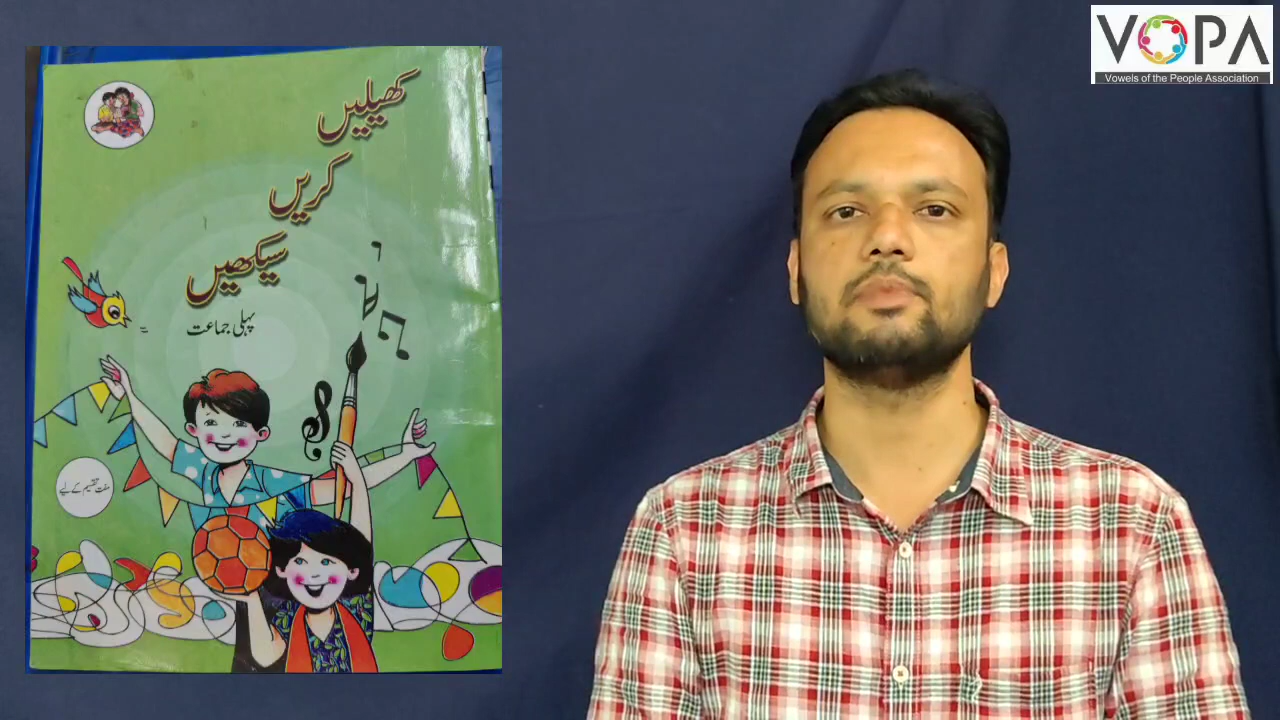 کھیلیں
کریں
سیکھیں
پہلی جماعت
مفت تقسیم کے لیے
VOPA
Vowels of the People Association